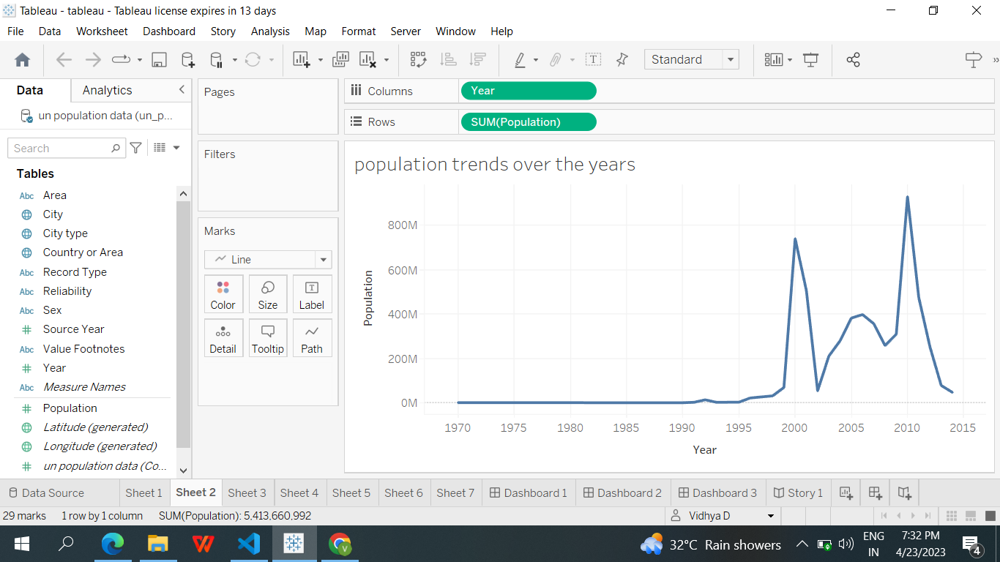 Tableau - tableau - Tableau license expires in 13 days
File Data Worksheet Dashboard Story Analysis Map Format Server Window Help
Standard
Data Analytics
un population data (un_p...
Search
Tables
Abc Area
City
City type
Country or Area
Abc Record Type
Abc Reliability
Abc Sex
Source Year
Abc Value Footnotes
Year
Abc Measure Names
Population
Latitude (generated)
Longitude (generated)
un population data (Co...
Pages
Filters
Marks
Line
Color Size Label
Detail Tooltip Path
Columns Year
Rows SUM(Population)
population trends over the years
Population
800M
600M
400M
200M
0M
1970 1975 1980 1985 1990 1995 2000 2005 2010 2015
Year
Data Source Sheet 1 Sheet 2 Sheet 3 Sheet 4 Sheet 5 Sheet 6 Sheet 7 Dashboard 1 Dashboard 2 Dashboard 3 Story 1
29 marks 1 row by 1 column SUM(Population): 5,413,660,992 Vidhya D
32°C Rain showers
ENG
IN
7:32 PM
4/23/2023
4